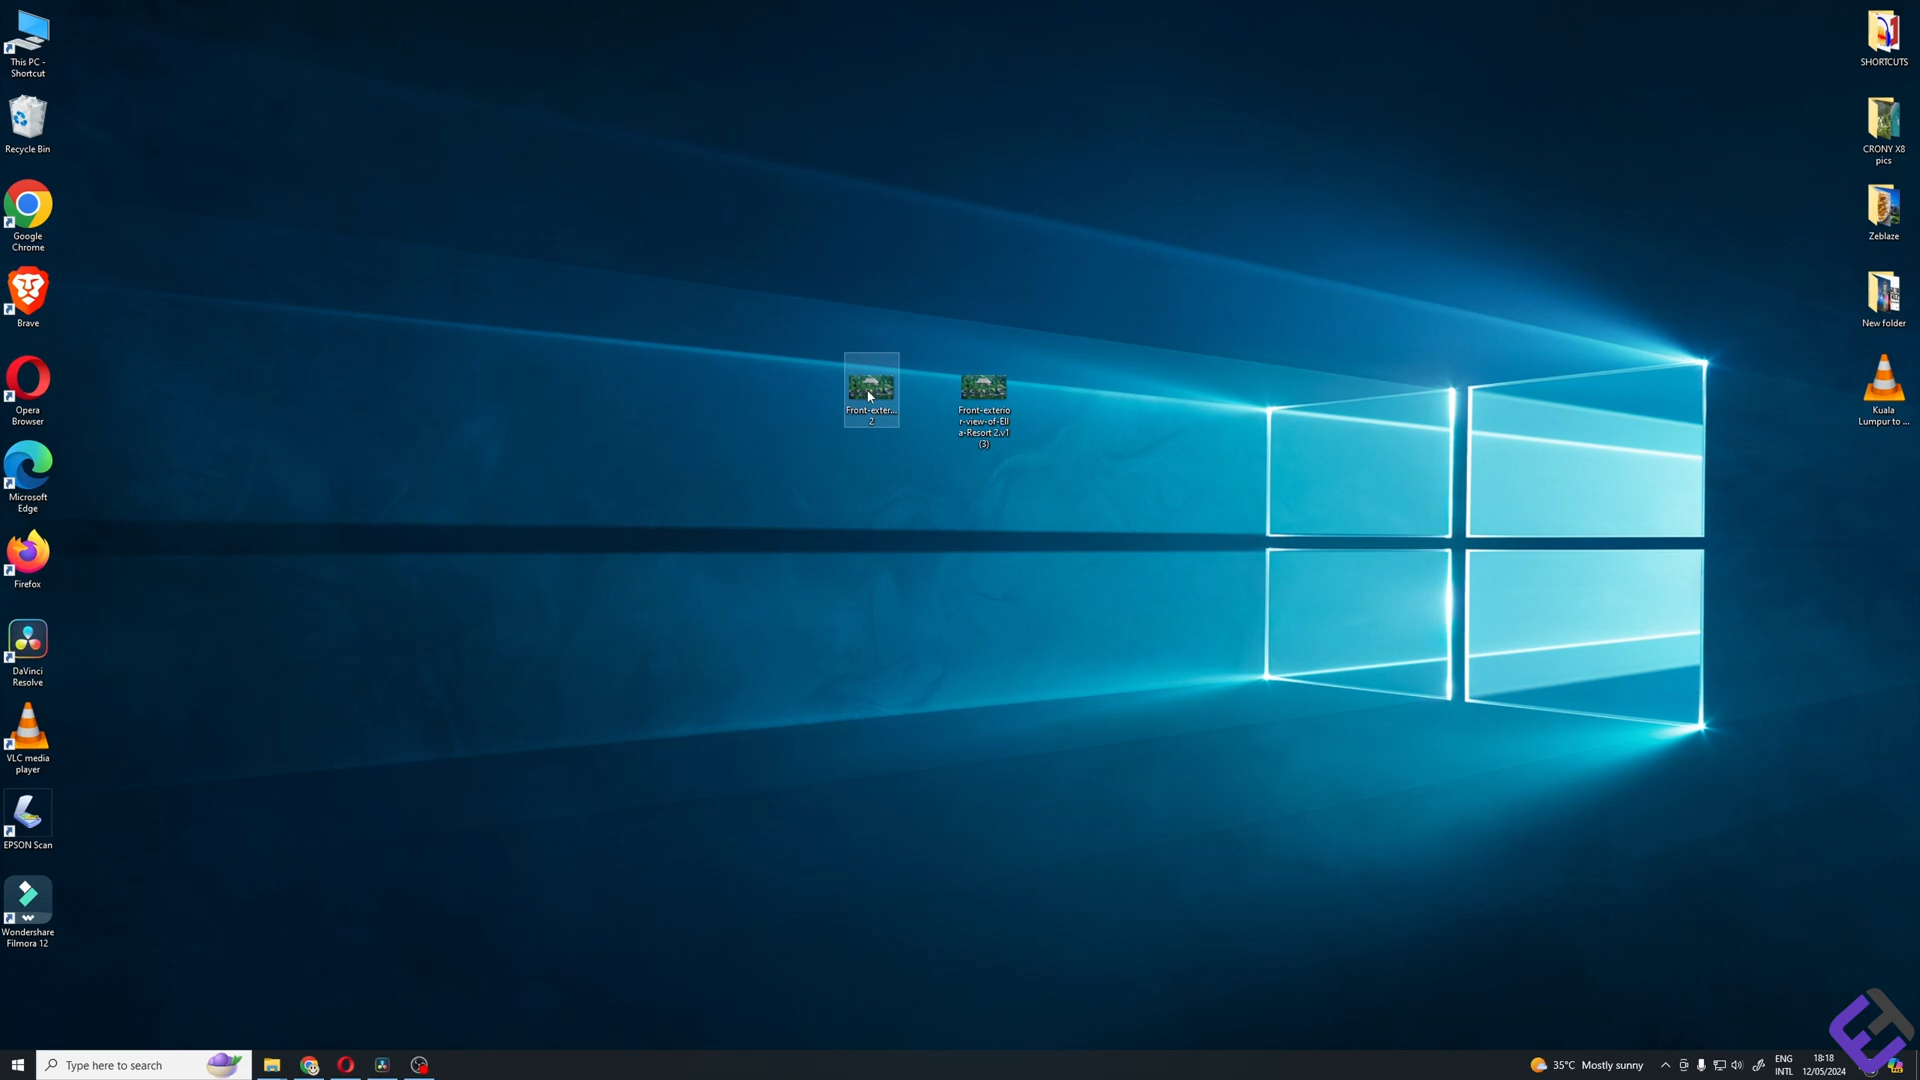 This PC -
Shortcut
Recycle Bin
Google
Chrome
Brave
Opera
Browser
Microsoft
Edge
Firefox
DaVinci
Resolve
VLC media
player
EPSON Scan
Wondershare
Filmora 12
Front-exter...
2
Front-exterio
r-view-of-Ell
a-Resort 2.v1
(3)
SHORTCUTS
CRONY X8
pics
Zeblaze
New folder
Kuala
Lumpur to ...
Type here to search
35°C Mostly sunny
ENG
INTL
18:18
12/05/2024